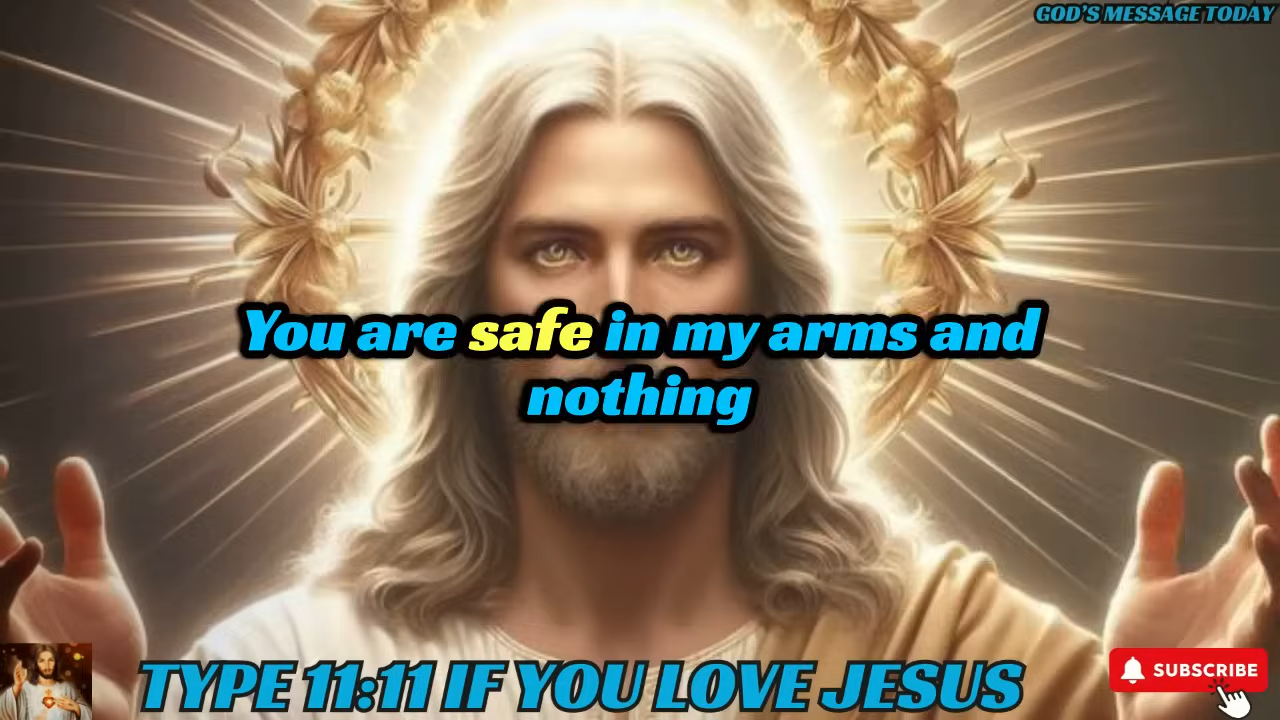 GOD'S MESSAGE TODAY
You are safe in my arms and
nothing
TYPE 11:11 IF YOU LOVE JESUS
SUBSCRIBE